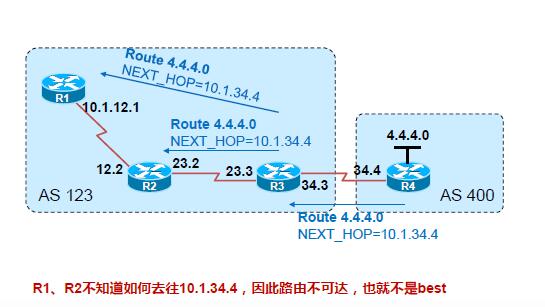 Route 4.4.4.0
NEXT_HOP=10.1.34.4
R1
10.1.12.1
Route 4.4.4.0
NEXT_HOP=10.1.34.4
4.4.4.0
12.2
23.2
23.3
34.4
R2
R3
34.3
R4
AS 123
AS 400
Route 4.4.4.0
NEXT_HOP=10.1.34.4
R1、R2不知道如何去往10.1.34.4，因此路由不可达，也就不是best